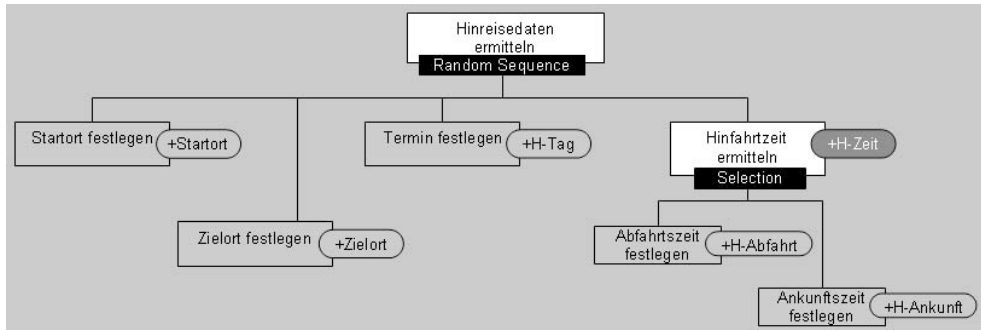 Hinreisedaten
ermitteln
Random Sequence
Startort festlegen
+Startort
Termin festlegen
+H-Tag
Hinfahrtzeit
ermitteln
+H-Zeit
Selection
Zielort festlegen
+Zielort
Abfahrtszeit
festlegen
+H-Abfahrt
Ankunftszeit
festlegen
+H-Ankunft